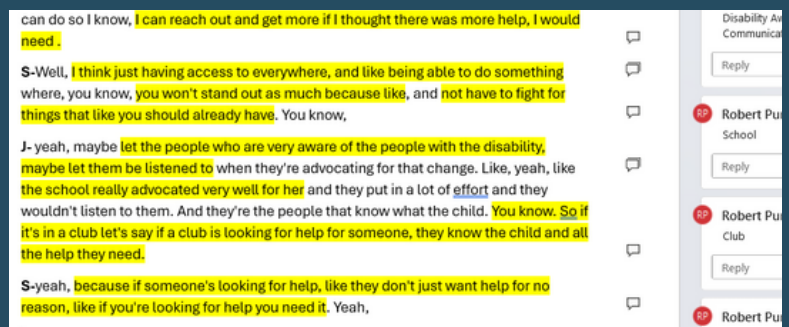 can do so I know, I can reach out and get more if I thought there was more help, I would
need .
S-Well, I think just having access to everywhere, and like being able to do something
where, you know, you won't stand out as much because like, and not have to fight for
things that like you should already have. You know,
J- yeah, maybe let the people who are very aware of the people with the disability,
maybe let them be listened to when they're advocating for that change. Like, yeah, like
the school really advocated very well for her and they put in a lot of effort and they
wouldn't listen to them. And they're the people that know what the child. You know. So if
it's in a club let's say if a club is looking for help for someone, they know the child and all
the help they need.
S-yeah, because if someone's looking for help, like they don't just want help for no
reason, like if you're looking for help you need it. Yeah,
Disability
Reply
RP Robert
School
Reply
RP Robert
Club
Reply
RP Robert